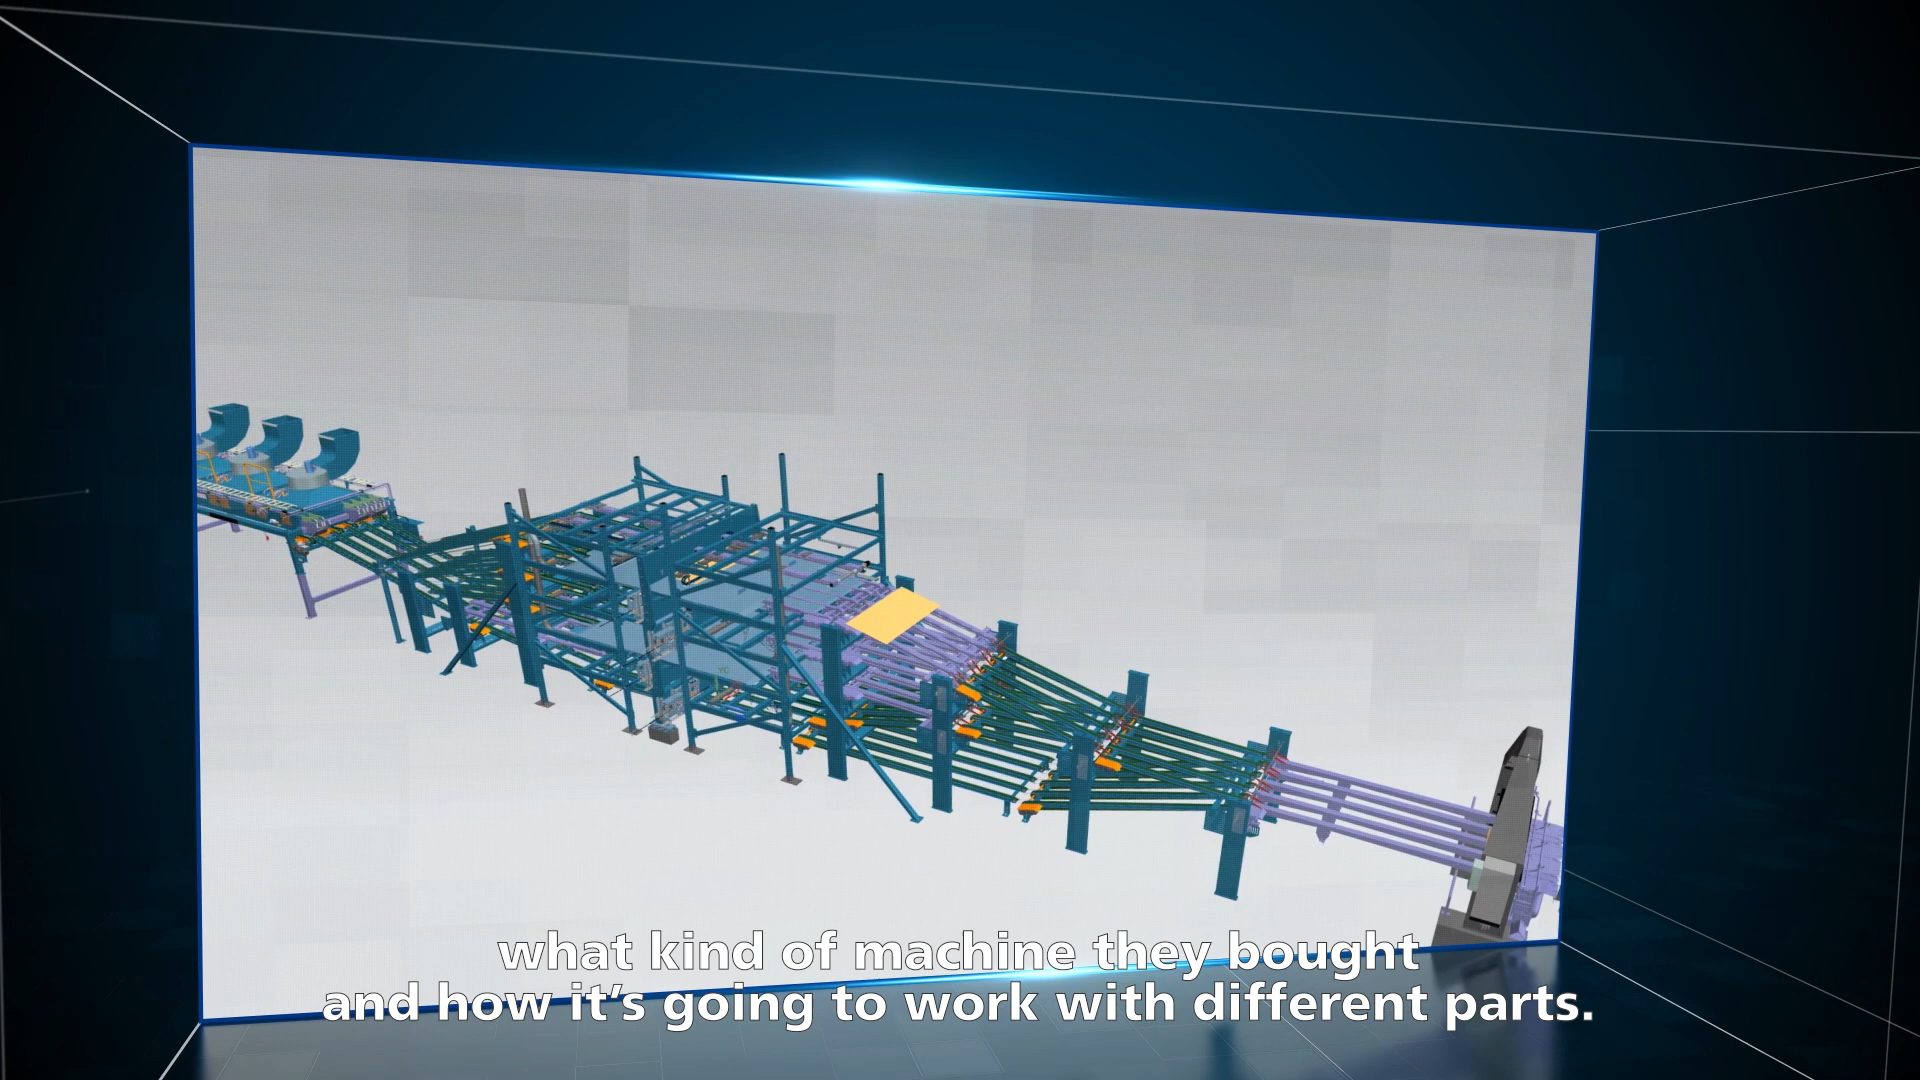 what kind of machine they bought
and how it’s going to work with different parts.